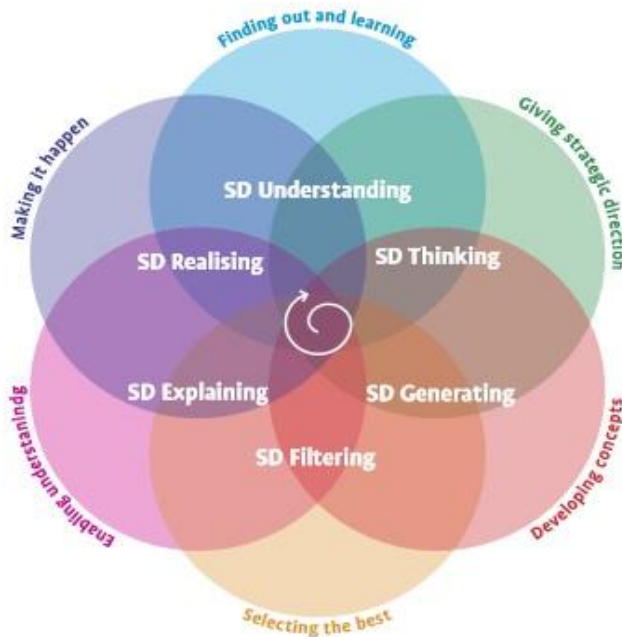 Finding out and learning
Giving strategic direction
Making it happen
SD Understanding
SD Realising
SD Thinking
SD Explaining
SD Generating
SD Filtering
Enabling understatniudg
Developing concepts
Selecting the best